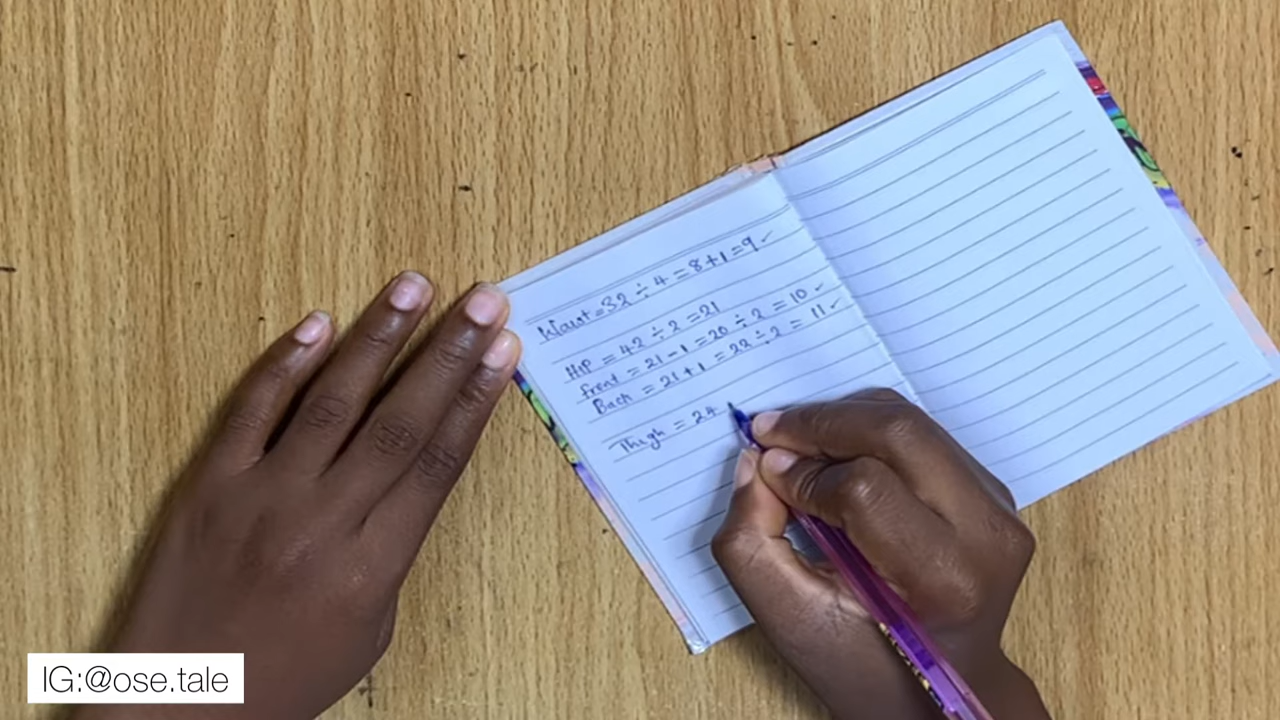 Waist = 32 ÷ 4 = 8 + 1 = 9 ✓
HIP = 42 ÷ 2 = 21
front = 21 - 1 = 20 ÷ 2 = 10 ✓
Back = 21 + 1 = 22 ÷ 2 = 11 ✓
Thigh = 24
IG:@ose.tale